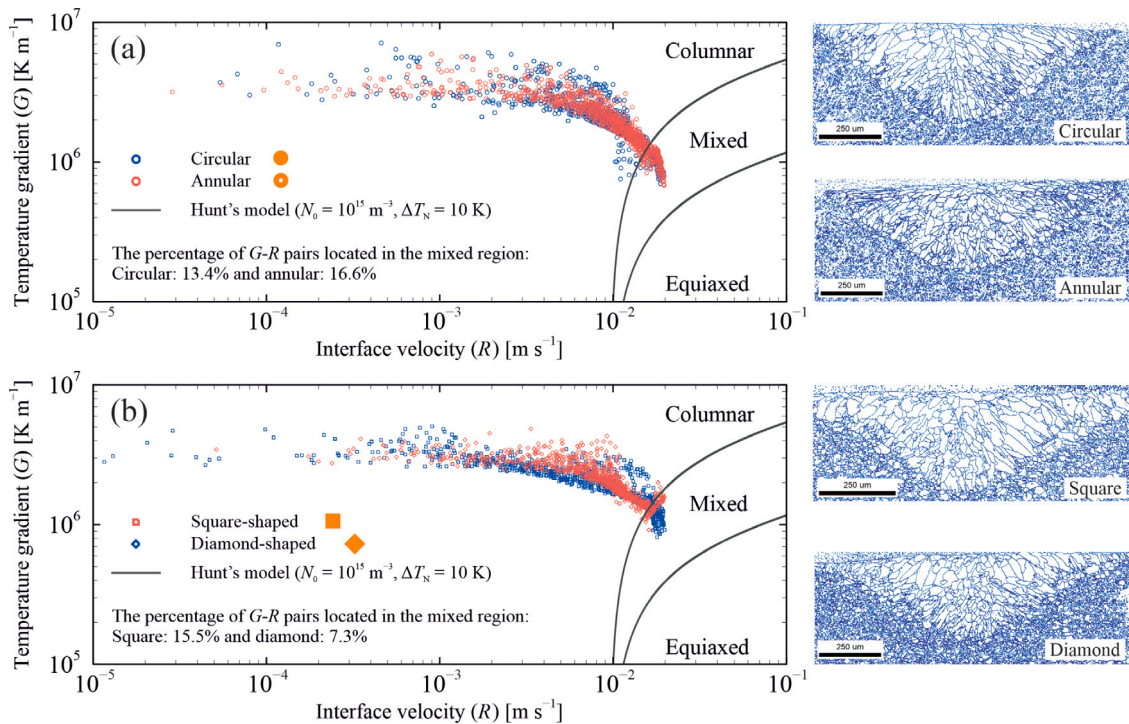 (a)
Temperature gradient (G) [K m⁻¹]
10⁷
10⁶
10⁵
Columnar
Mixed
Equiaxed
Circular
Annular
Hunt's model (N₀ = 10¹⁵ m⁻³, ΔT_N = 10 K)
The percentage of G-R pairs located in the mixed region:
Circular: 13.4% and annular: 16.6%
10⁻⁵ 10⁻⁴ 10⁻³ 10⁻² 10⁻¹
Interface velocity (R) [m s⁻¹]
250 um
Circular
250 um
Annular
(b)
Temperature gradient (G) [K m⁻¹]
10⁷
10⁶
10⁵
Columnar
Mixed
Equiaxed
Square-shaped
Diamond-shaped
Hunt's model (N₀ = 10¹⁵ m⁻³, ΔT_N = 10 K)
The percentage of G-R pairs located in the mixed region:
Square: 15.5% and diamond: 7.3%
10⁻⁵ 10⁻⁴ 10⁻³ 10⁻² 10⁻¹
Interface velocity (R) [m s⁻¹]
250 um
Square
250 um
Diamond